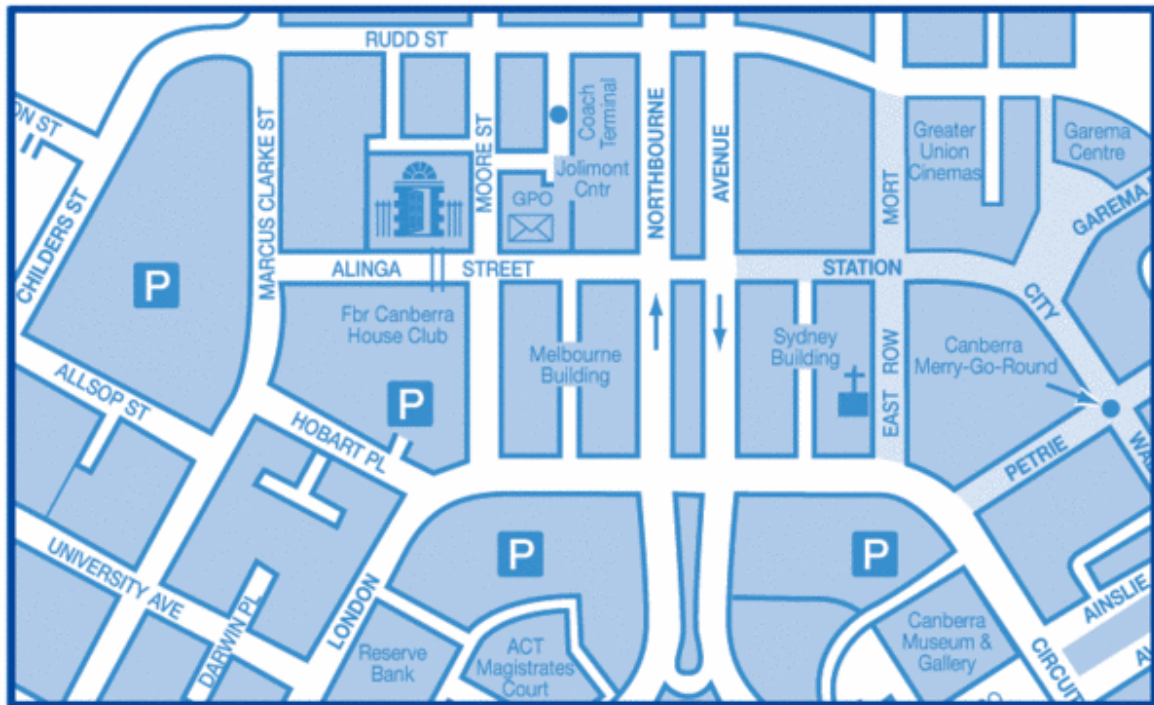 RUDD ST
ON ST
CHILDERS ST
MARCUS CLARKE ST
MOORE ST
Coach
Terminal
Jolimont
Cntr
GPO
NORTHBOURNE
AVENUE
MORT
Greater
Union
Cinemas
Garema
Centre
GAREMA
ALINGA STREET
STATION
CITY
P
Fbr Canberra
House Club
Melbourne
Building
Sydney
Building
EAST ROW
Canberra
Merry-Go-Round
ALLSOP ST
P
HOBART PL
PETRIE
WAL
UNIVERSITY AVE
DARWIN PL
LONDON
P
P
Reserve
Bank
ACT
Magistrates
Court
Canberra
Museum &
Gallery
CIRCUIT
AINSLIE
AV